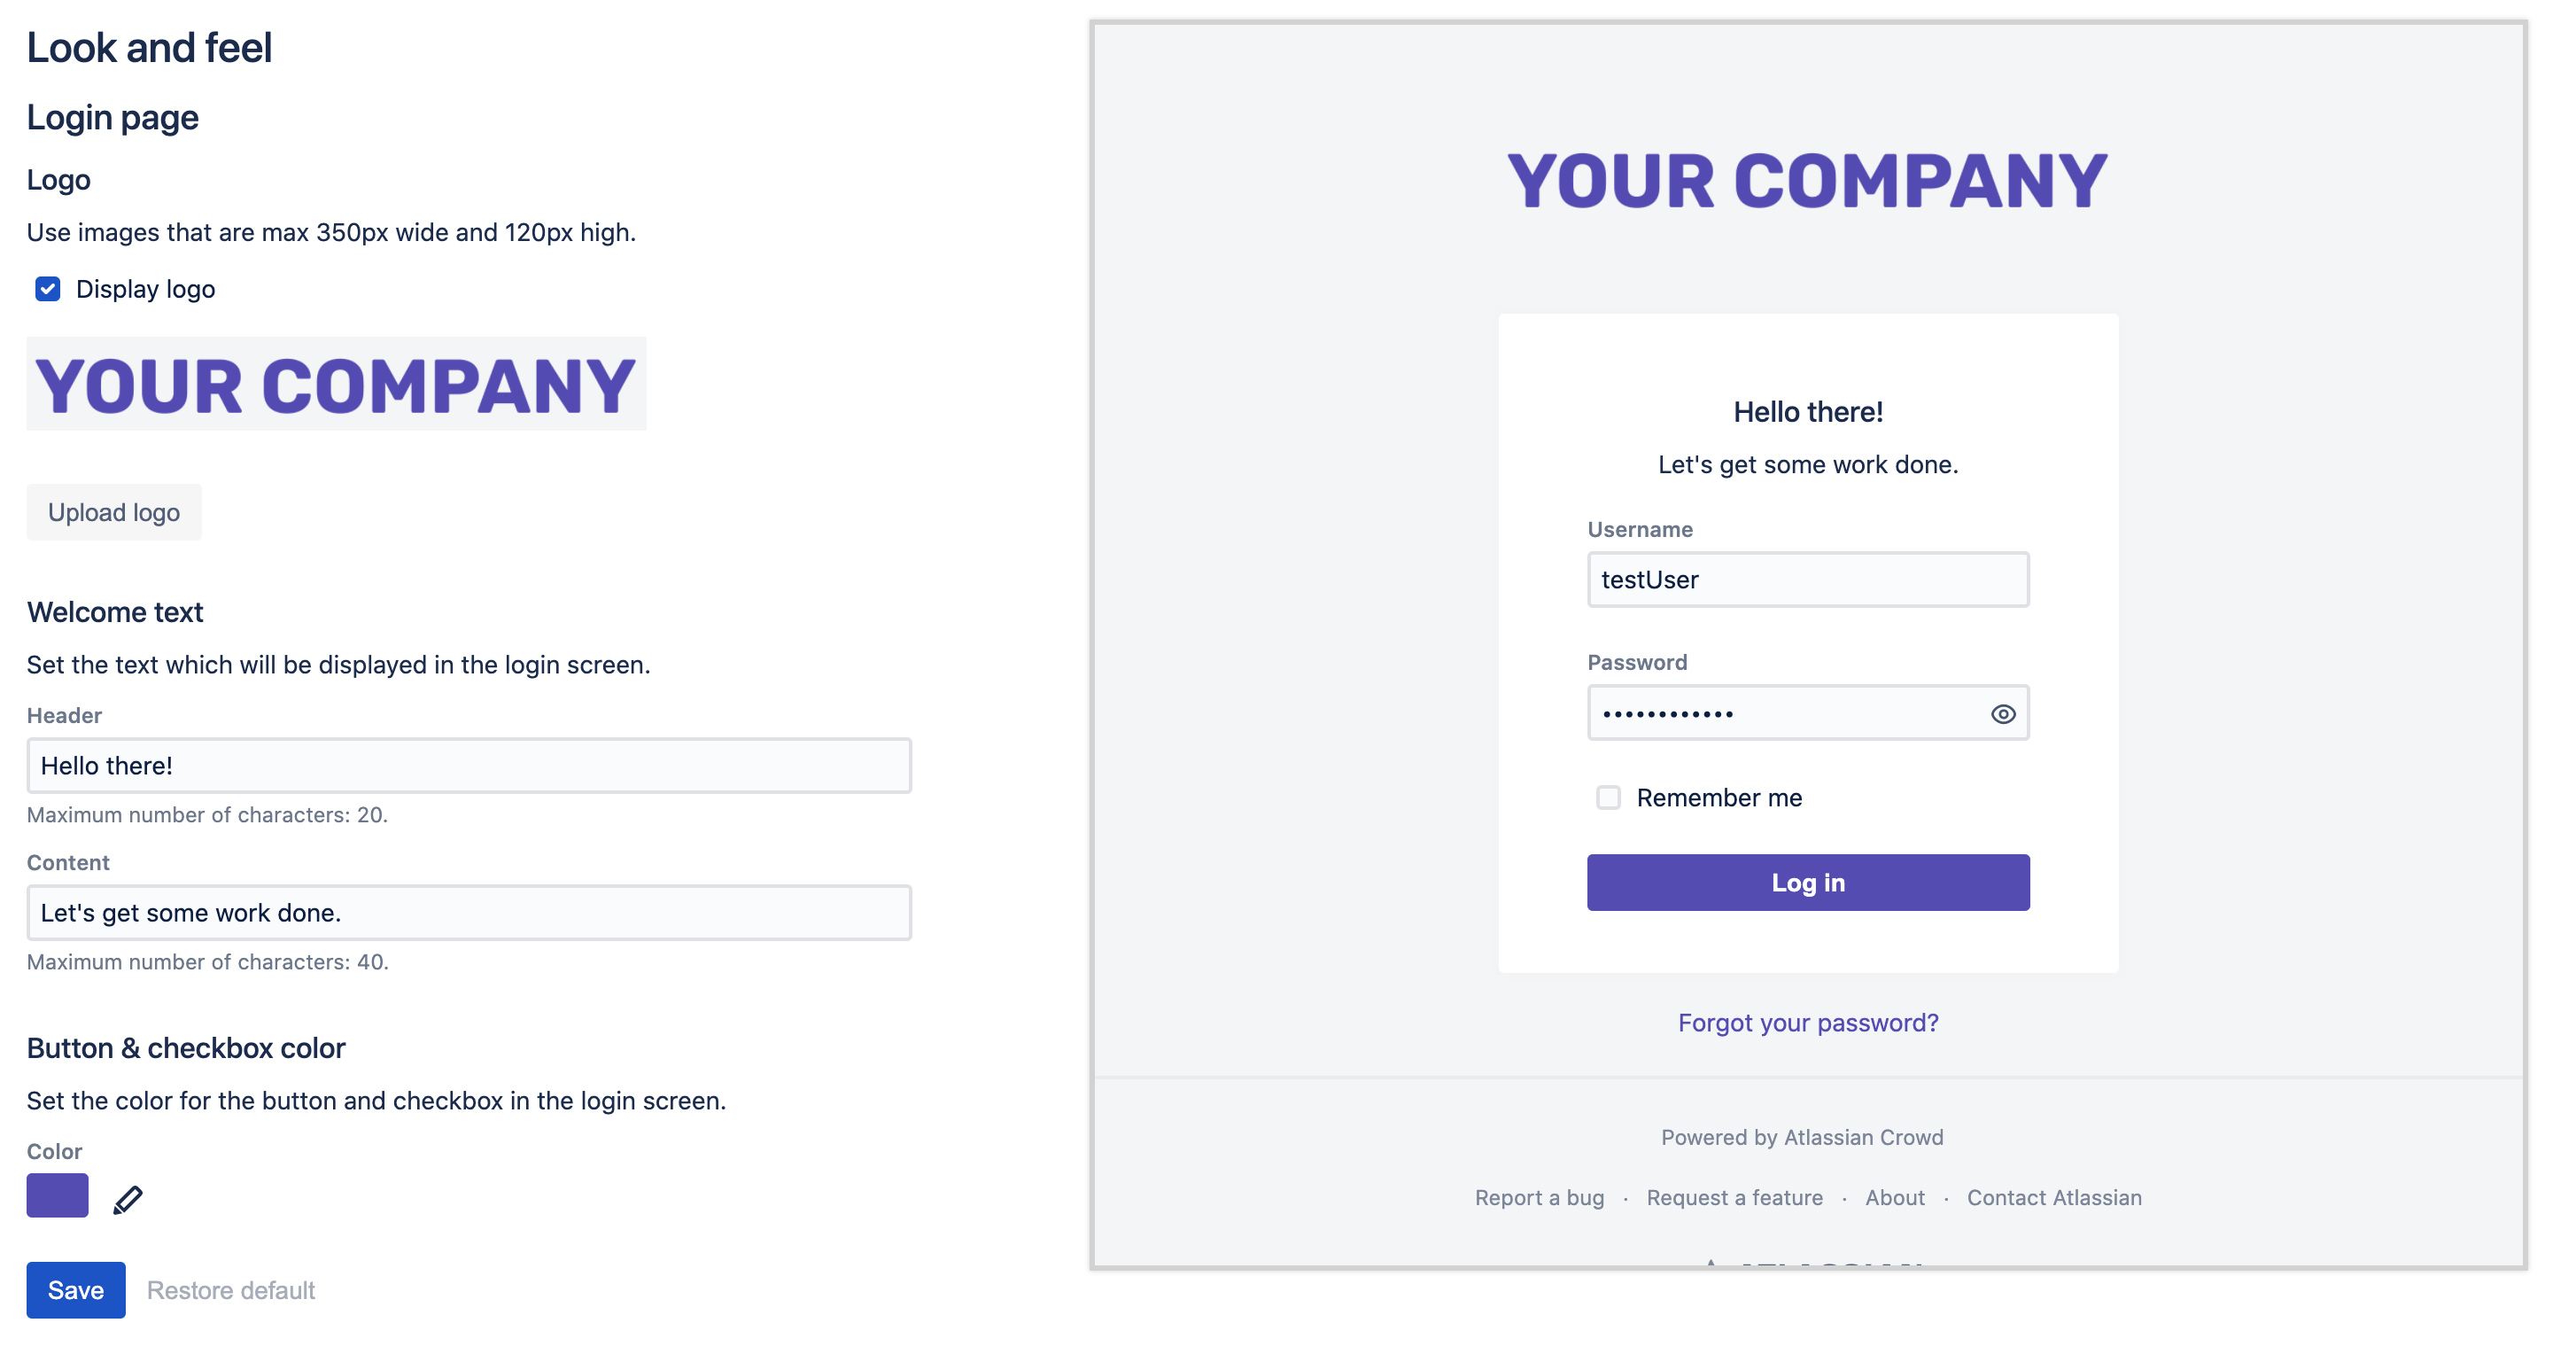 Look and feel
Login page
Logo
Use images that are max 350px wide and 120px high.
Display logo
YOUR COMPANY
Upload logo
Welcome text
Set the text which will be displayed in the login screen.
Header
Hello there!
Maximum number of characters: 20.
Content
Let's get some work done.
Maximum number of characters: 40.
Button & checkbox color
Set the color for the button and checkbox in the login screen.
Color
Save Restore default
YOUR COMPANY
Hello there!
Let's get some work done.
Username
testUser
Password
••••••••••••
Remember me
Log in
Forgot your password?
Powered by Atlassian Crowd
Report a bug · Request a feature · About · Contact Atlassian